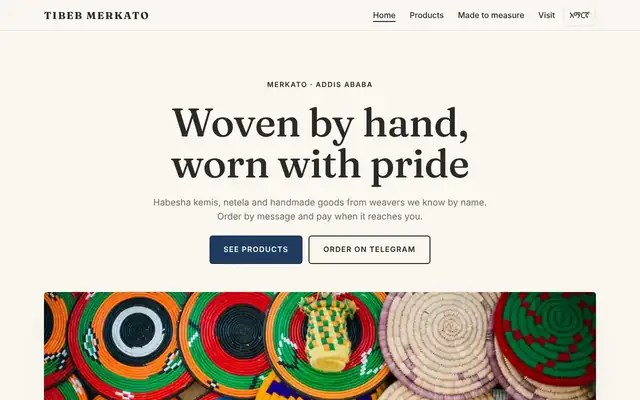 TIBEB MERKATO
Home
Products
Made to measure
Visit
አማርኛ
MERKATO · ADDIS ABABA
Woven by hand,
worn with pride
Habesha kemis, netela and handmade goods from weavers we know by name.
Order by message and pay when it reaches you.
SEE PRODUCTS
ORDER ON TELEGRAM